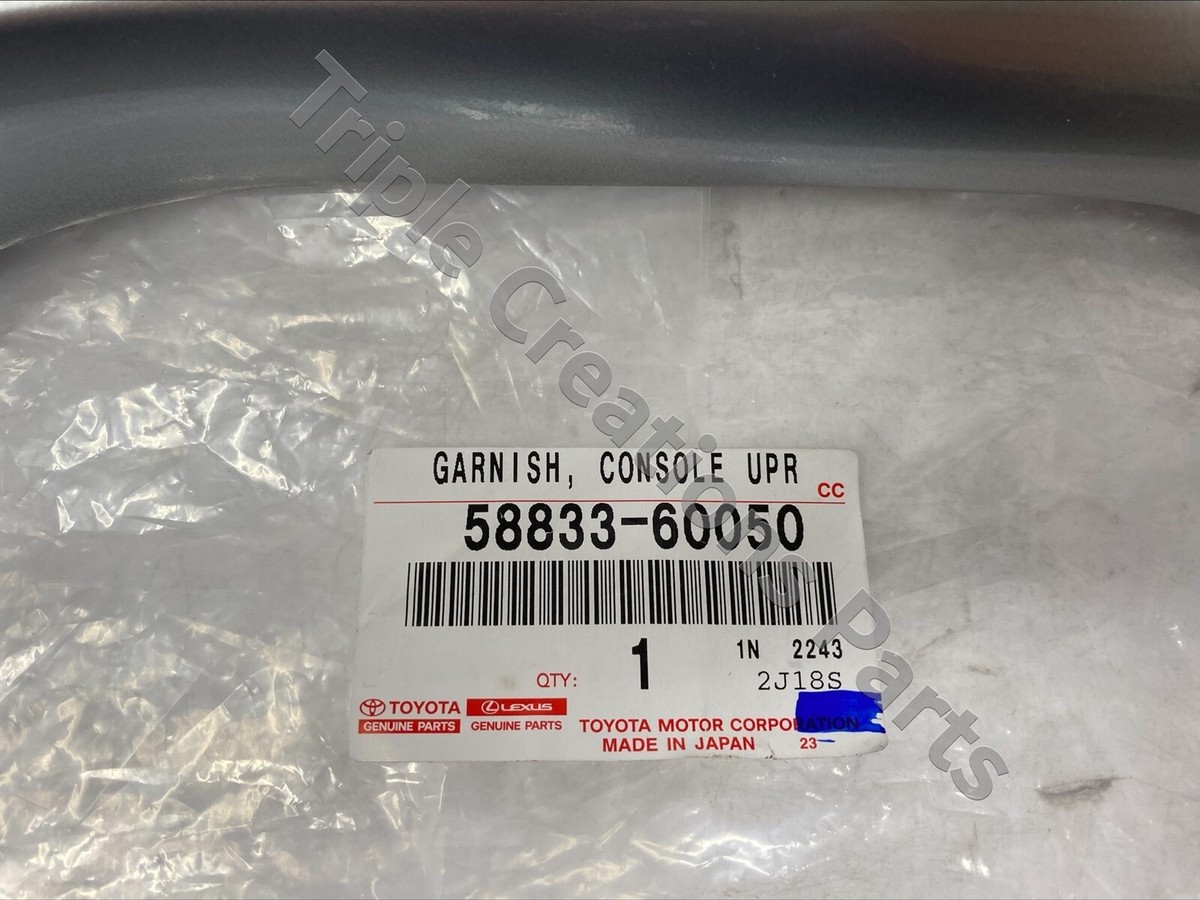 Triple Creations Parts
GARNISH, CONSOLE UPR
CC
58833-60050
QTY: 1
1N 2243
2J18S
TOYOTA
GENUINE PARTS
LEXUS
GENUINE PARTS
TOYOTA MOTOR CORPORATION
MADE IN JAPAN 23